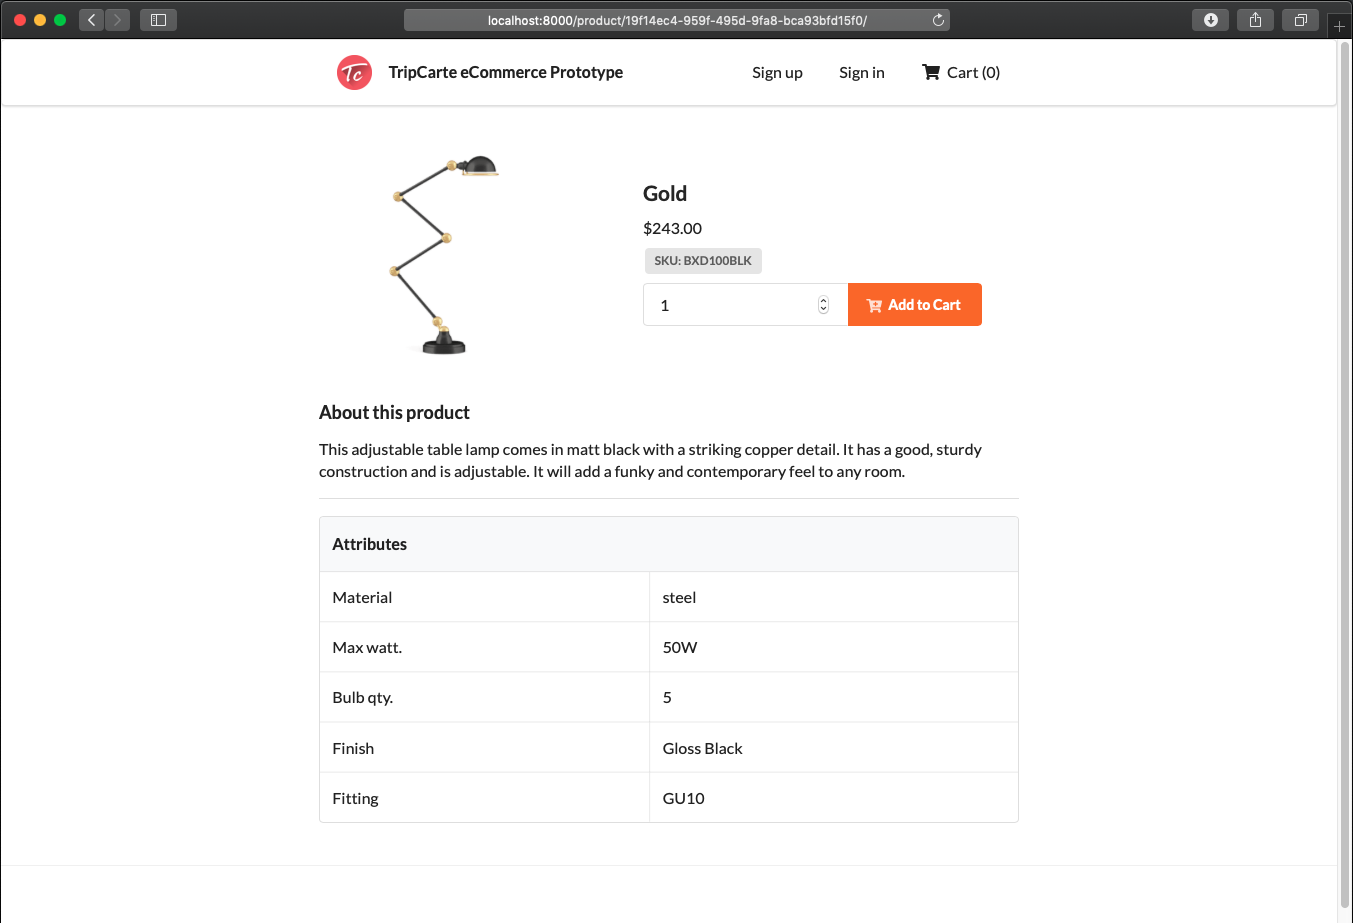 localhost:8000/product/19f14ec4-959f-495d-9fa8-bca93bfd15f0/
Tc TripCarte eCommerce Prototype Sign up Sign in Cart (0)
Gold
$243.00
SKU: BXD100BLK
1 Add to Cart
About this product
This adjustable table lamp comes in matt black with a striking copper detail. It has a good, sturdy
construction and is adjustable. It will add a funky and contemporary feel to any room.
Attributes
Material steel
Max watt. 50W
Bulb qty. 5
Finish Gloss Black
Fitting GU10